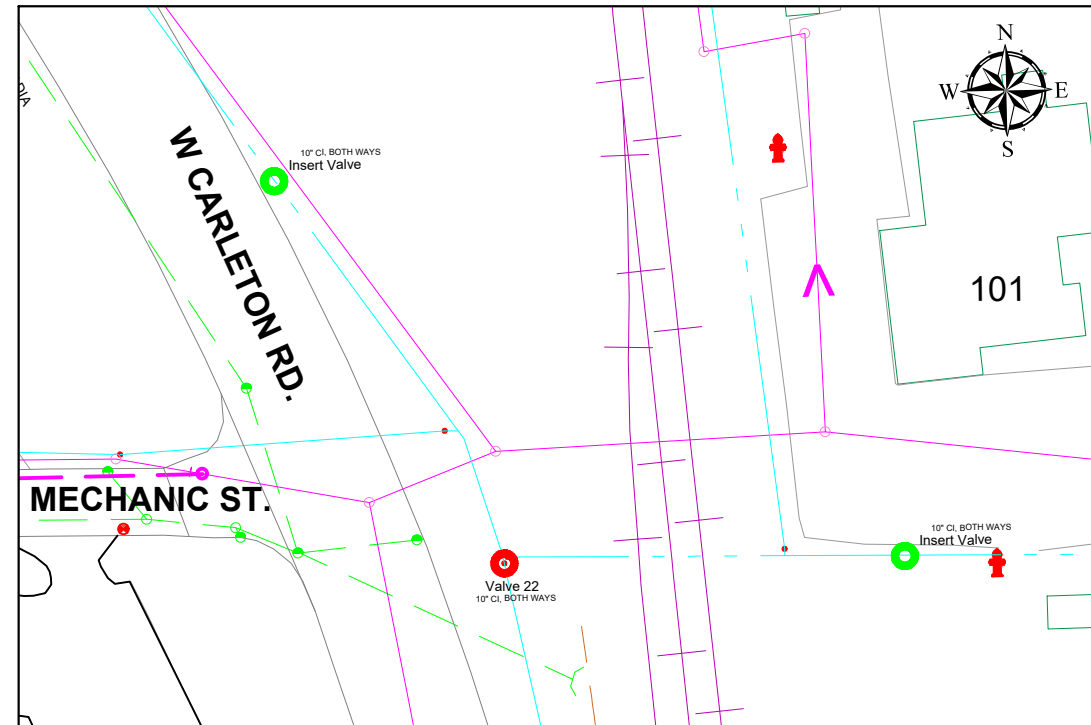 DIA
W CARLETON RD.
10" CI, BOTH WAYS
Insert Valve
N
W
E
S
101
MECHANIC ST.
Valve 22
10" CI, BOTH WAYS
10" CI, BOTH WAYS
Insert Valve